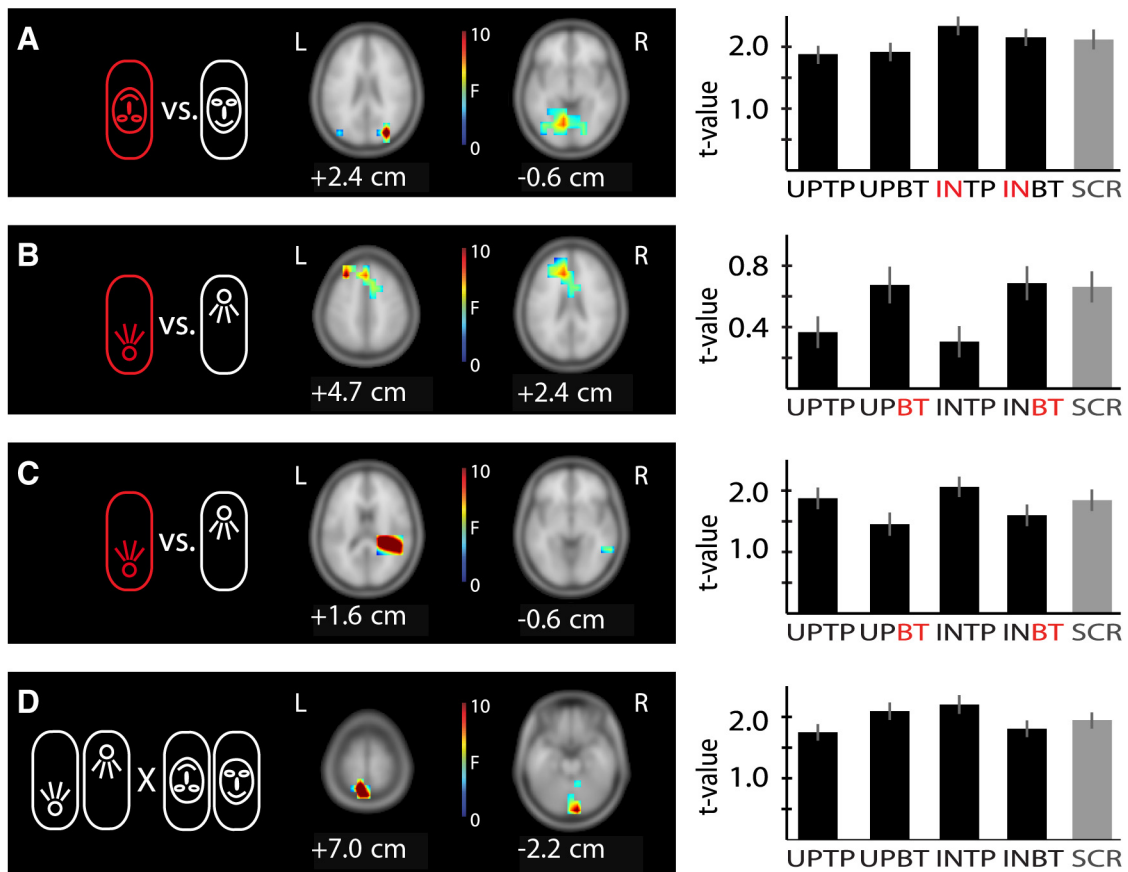 A
L
R
10
F
0
vs.
+2.4 cm
-0.6 cm
t-value
2.0
1.0
UPTP UPBT INTP INBT SCR
B
L
R
10
F
0
vs.
+4.7 cm
+2.4 cm
t-value
0.8
0.4
UPTP UPBT INTP INBT SCR
C
L
R
10
F
0
vs.
+1.6 cm
-0.6 cm
t-value
2.0
1.0
UPTP UPBT INTP INBT SCR
D
L
R
10
F
0
X
+7.0 cm
-2.2 cm
t-value
2.0
1.0
UPTP UPBT INTP INBT SCR